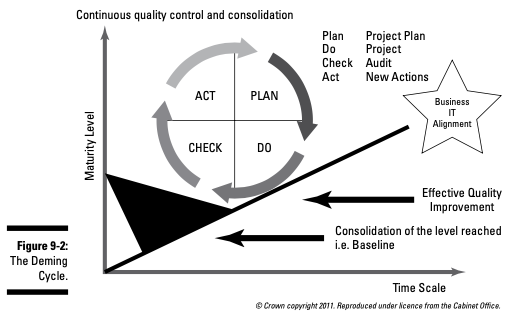 Continuous quality control and consolidation
Plan Project Plan
Do Project
Check Audit
Act New Actions
ACT PLAN
CHECK DO
Business
IT
Alignment
Maturity Level
Effective Quality
Improvement
Consolidation of the level reached
i.e. Baseline
Figure 9-2:
The Deming
Cycle.
Time Scale
© Crown copyright 2011. Reproduced under licence from the Cabinet Office.